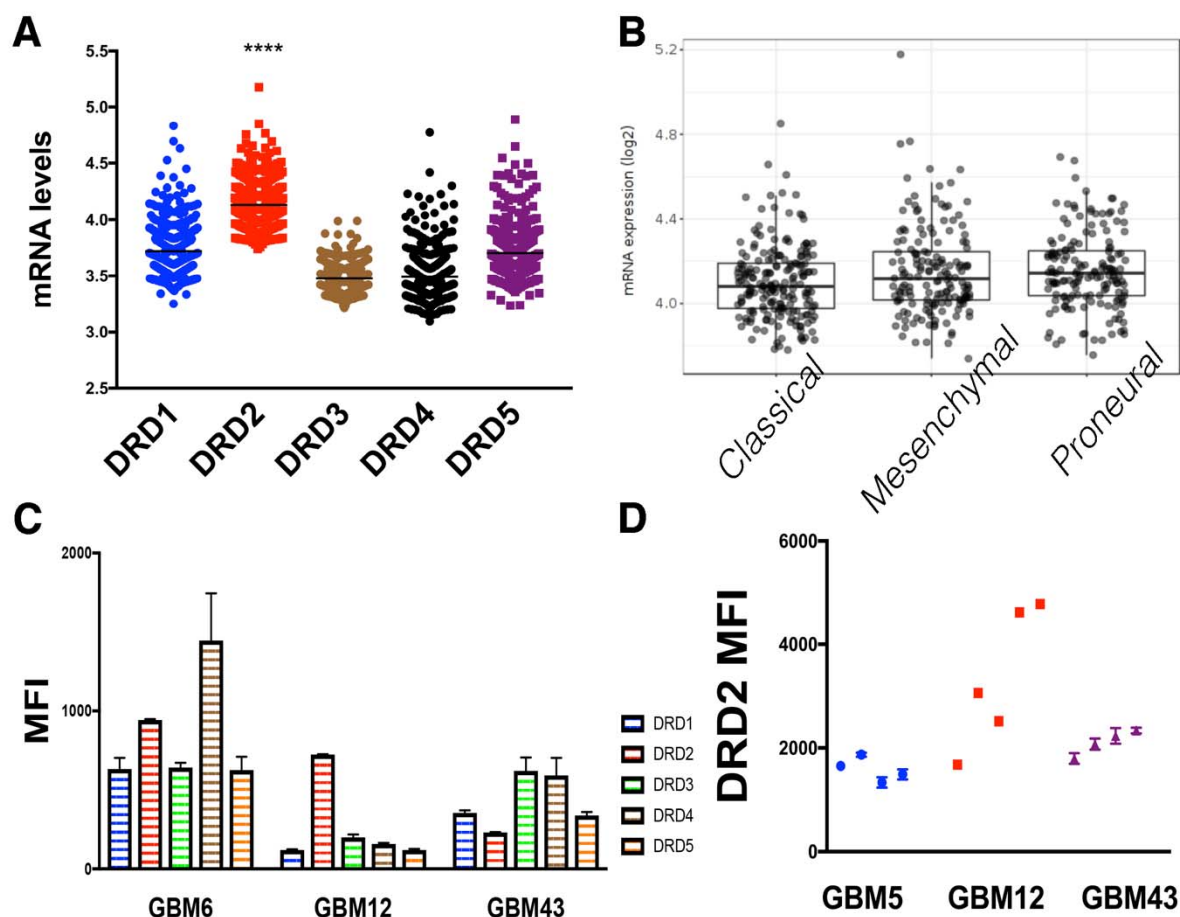 A
****
5.5
5.0
4.5
4.0
3.5
3.0
2.5
mRNA levels
DRD1
DRD2
DRD3
DRD4
DRD5
B
5.2
4.8
4.4
4.0
mRNA expression (log2)
Classical
Mesenchymal
Proneural
C
2000
1000
0
MFI
GBM6
GBM12
GBM43
DRD1
DRD2
DRD3
DRD4
DRD5
D
6000
4000
2000
0
DRD2 MFI
GBM5
GBM12
GBM43